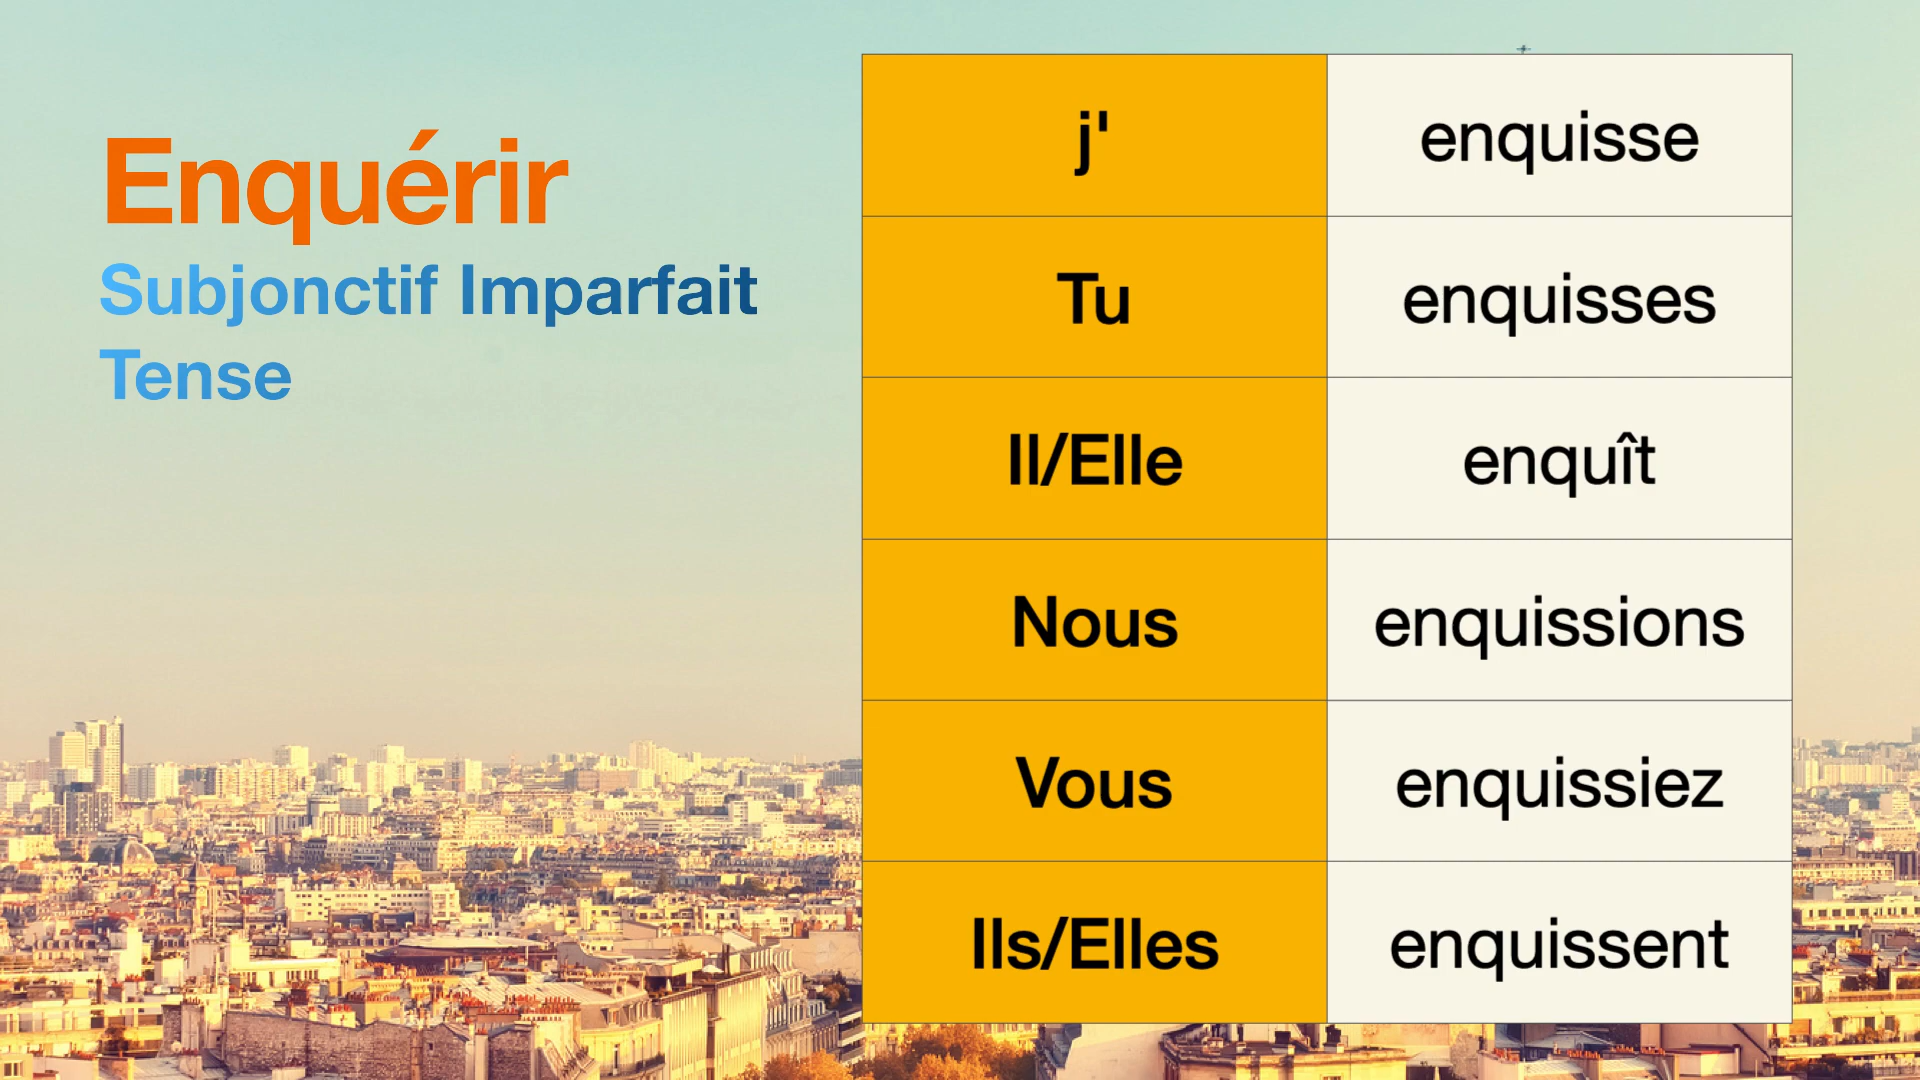 Enquérir
Subjonctif Imparfait
Tense
j' enquisse
Tu enquisses
Il/Elle enquît
Nous enquissions
Vous enquissiez
Ils/Elles enquissent